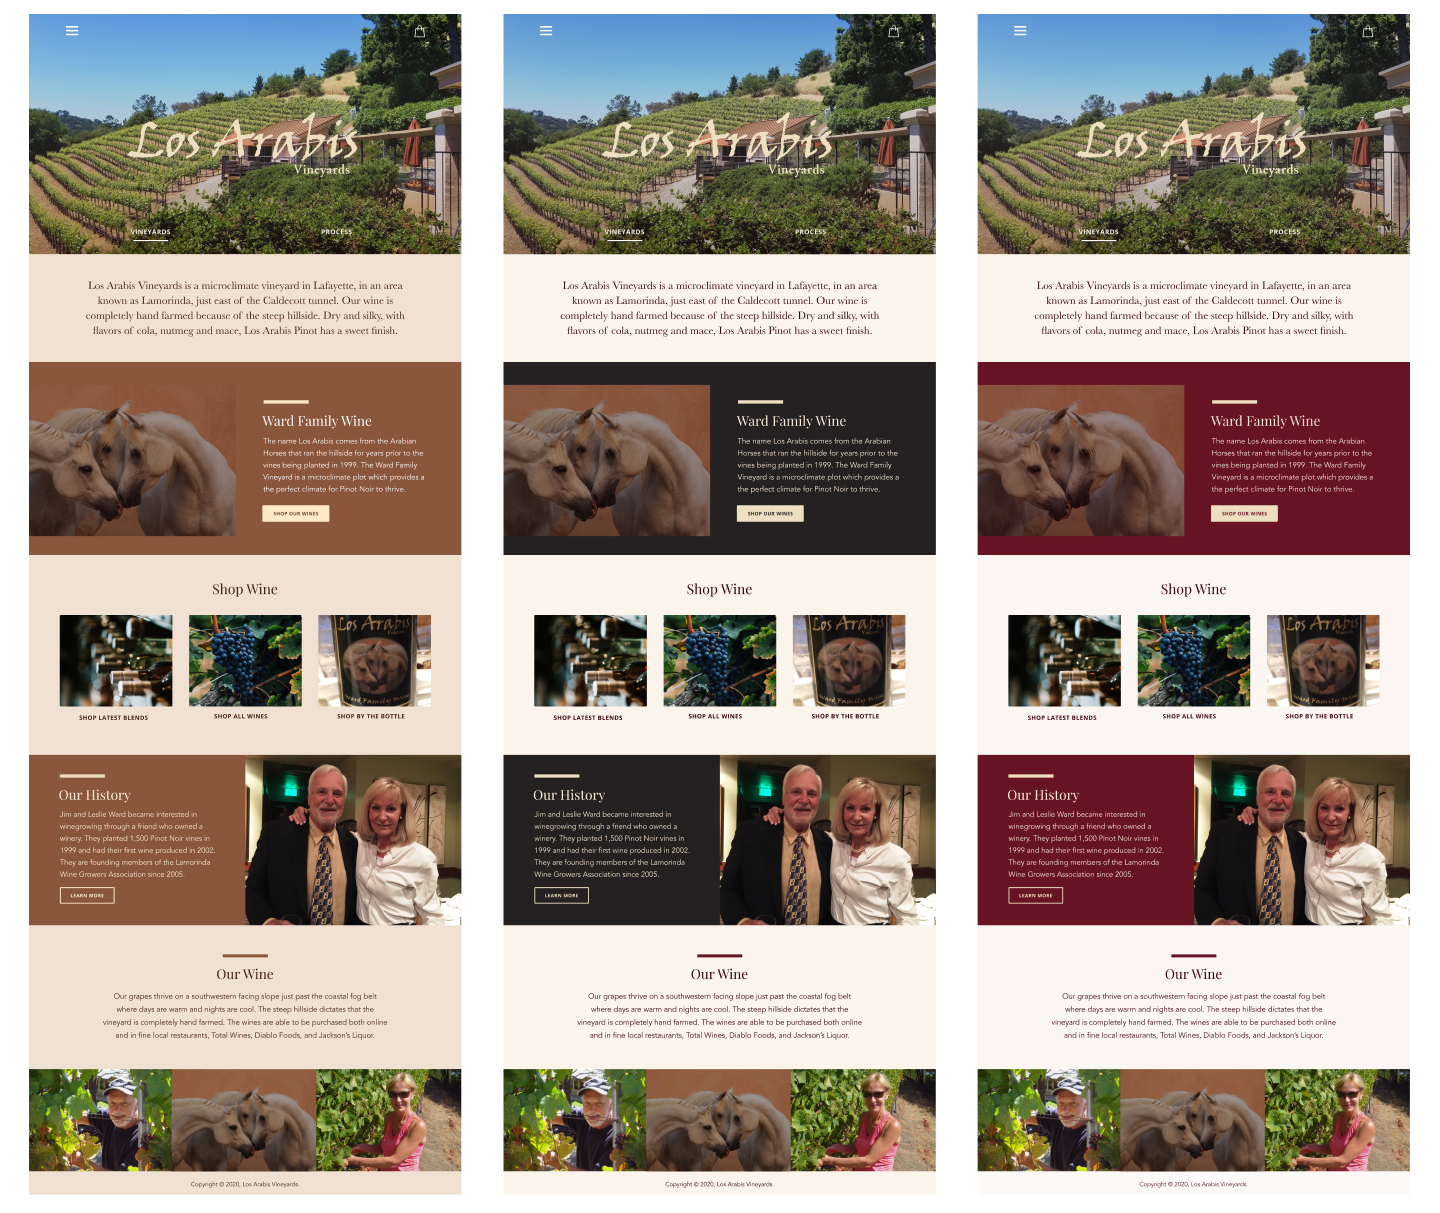 Los Arabis
Vineyards
VINEYARDS PROCESS
Los Arabis Vineyards is a microclimate vineyard in Lafayette, in an area
known as Lamorinda, just east of the Caldecott tunnel. Our wine is
completely hand farmed because of the steep hillside. Dry and silky, with
flavors of cola, nutmeg and mace, Los Arabis Pinot has a sweet finish.
Ward Family Wine
The name Los Arabis comes from the Arabian
Horses that ran the hillside for years prior to the
vines being planted in 1999. The Ward Family
Vineyard is a microclimate plot which provides a
the perfect climate for Pinot Noir to thrive.
SHOP OUR WINES
Shop Wine
Los Arabis
Vineyards
Ward Family Wine
SHOP LATEST BLENDS
SHOP ALL WINES
SHOP BY THE BOTTLE
Our History
Jim and Leslie Ward became interested in
winegrowing through a friend who owned a
winery. They planted 1,500 Pinot Noir vines in
1999 and had their first wine produced in 2002.
They are founding members of the Lamorinda
Wine Growers Association since 2005.
LEARN MORE
Our Wine
Our grapes thrive on a southwestern facing slope just past the coastal fog belt
where days are warm and nights are cool. The steep hillside dictates that the
vineyard is completely hand farmed. The wines are able to be purchased both online
and in fine local restaurants, Total Wines, Diablo Foods, and Jackson's Liquor.
Copyright © 2020, Los Arabis Vineyards.
Los Arabis
Vineyards
VINEYARDS PROCESS
Los Arabis Vineyards is a microclimate vineyard in Lafayette, in an area
known as Lamorinda, just east of the Caldecott tunnel. Our wine is
completely hand farmed because of the steep hillside. Dry and silky, with
flavors of cola, nutmeg and mace, Los Arabis Pinot has a sweet finish.
Ward Family Wine
The name Los Arabis comes from the Arabian
Horses that ran the hillside for years prior to the
vines being planted in 1999. The Ward Family
Vineyard is a microclimate plot which provides a
the perfect climate for Pinot Noir to thrive.
SHOP OUR WINES
Shop Wine
Los Arabis
Vineyards
Ward Family Wine
SHOP LATEST BLENDS
SHOP ALL WINES
SHOP BY THE BOTTLE
Our History
Jim and Leslie Ward became interested in
winegrowing through a friend who owned a
winery. They planted 1,500 Pinot Noir vines in
1999 and had their first wine produced in 2002.
They are founding members of the Lamorinda
Wine Growers Association since 2005.
LEARN MORE
Our Wine
Our grapes thrive on a southwestern facing slope just past the coastal fog belt
where days are warm and nights are cool. The steep hillside dictates that the
vineyard is completely hand farmed. The wines are able to be purchased both online
and in fine local restaurants, Total Wines, Diablo Foods, and Jackson's Liquor.
Copyright © 2020, Los Arabis Vineyards.
Los Arabis
Vineyards
VINEYARDS PROCESS
Los Arabis Vineyards is a microclimate vineyard in Lafayette, in an area
known as Lamorinda, just east of the Caldecott tunnel. Our wine is
completely hand farmed because of the steep hillside. Dry and silky, with
flavors of cola, nutmeg and mace, Los Arabis Pinot has a sweet finish.
Ward Family Wine
The name Los Arabis comes from the Arabian
Horses that ran the hillside for years prior to the
vines being planted in 1999. The Ward Family
Vineyard is a microclimate plot which provides a
the perfect climate for Pinot Noir to thrive.
SHOP OUR WINES
Shop Wine
Los Arabis
Vineyards
Ward Family Wine
SHOP LATEST BLENDS
SHOP ALL WINES
SHOP BY THE BOTTLE
Our History
Jim and Leslie Ward became interested in
winegrowing through a friend who owned a
winery. They planted 1,500 Pinot Noir vines in
1999 and had their first wine produced in 2002.
They are founding members of the Lamorinda
Wine Growers Association since 2005.
LEARN MORE
Our Wine
Our grapes thrive on a southwestern facing slope just past the coastal fog belt
where days are warm and nights are cool. The steep hillside dictates that the
vineyard is completely hand farmed. The wines are able to be purchased both online
and in fine local restaurants, Total Wines, Diablo Foods, and Jackson's Liquor.
Copyright © 2020, Los Arabis Vineyards.